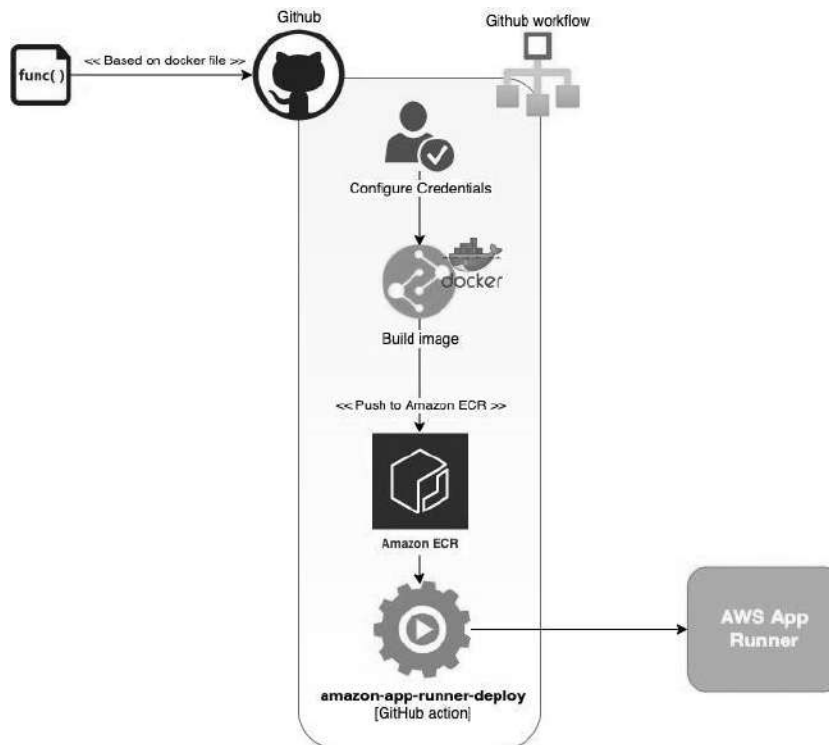 Github
Github workflow
<< Based on docker file >>
func( )
Configure Credentials
docker
Build image
<< Push to Amazon ECR >>
Amazon ECR
AWS App
Runner
amazon-app-runner-deploy
[GitHub action]